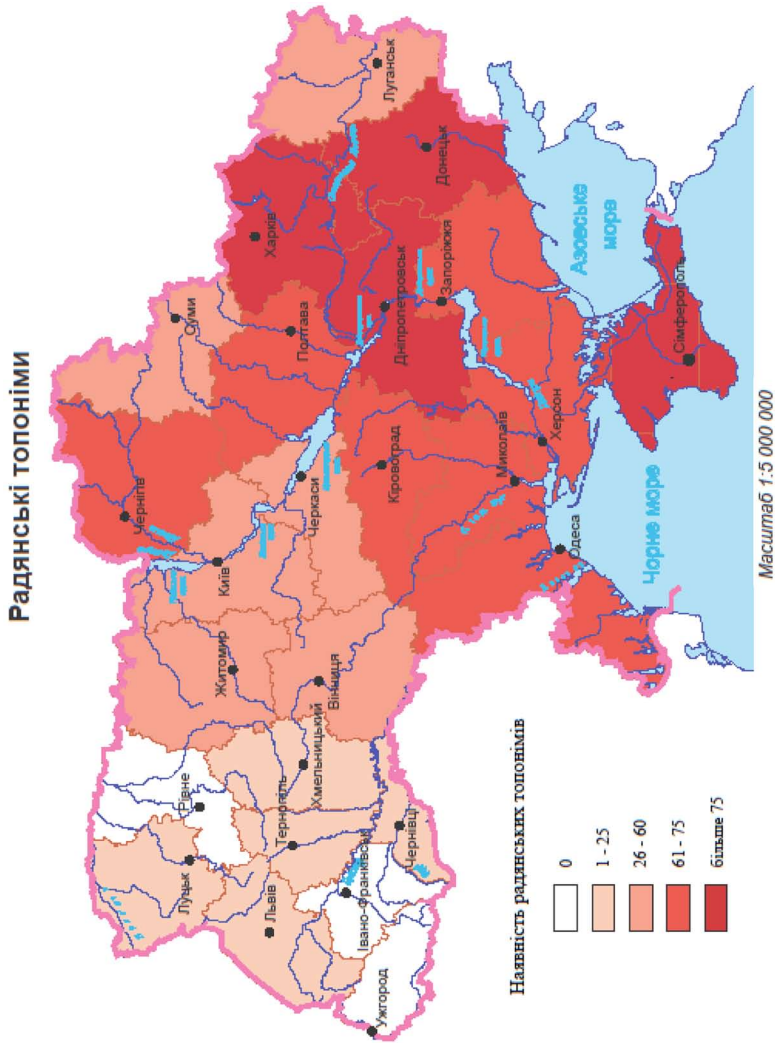 Радянські топоніми
Луцьк
Рівне
Житомир
Київ
Чернігів
Суми
Харків
Луганськ
Львів
Тернопіль
Хмельницький
Вінниця
Черкаси
Полтава
Ужгород
Івано-Франківськ
Чернівці
Кіровоград
Дніпропетровськ
Запоріжжя
Донецьк
Миколаїв
Херсон
Одеса
Азовське
море
Чорне море
Сімферополь
Наявність радянських топонімів
0
1 - 25
26 - 60
61 - 75
більше 75
Масштаб 1:5 000 000